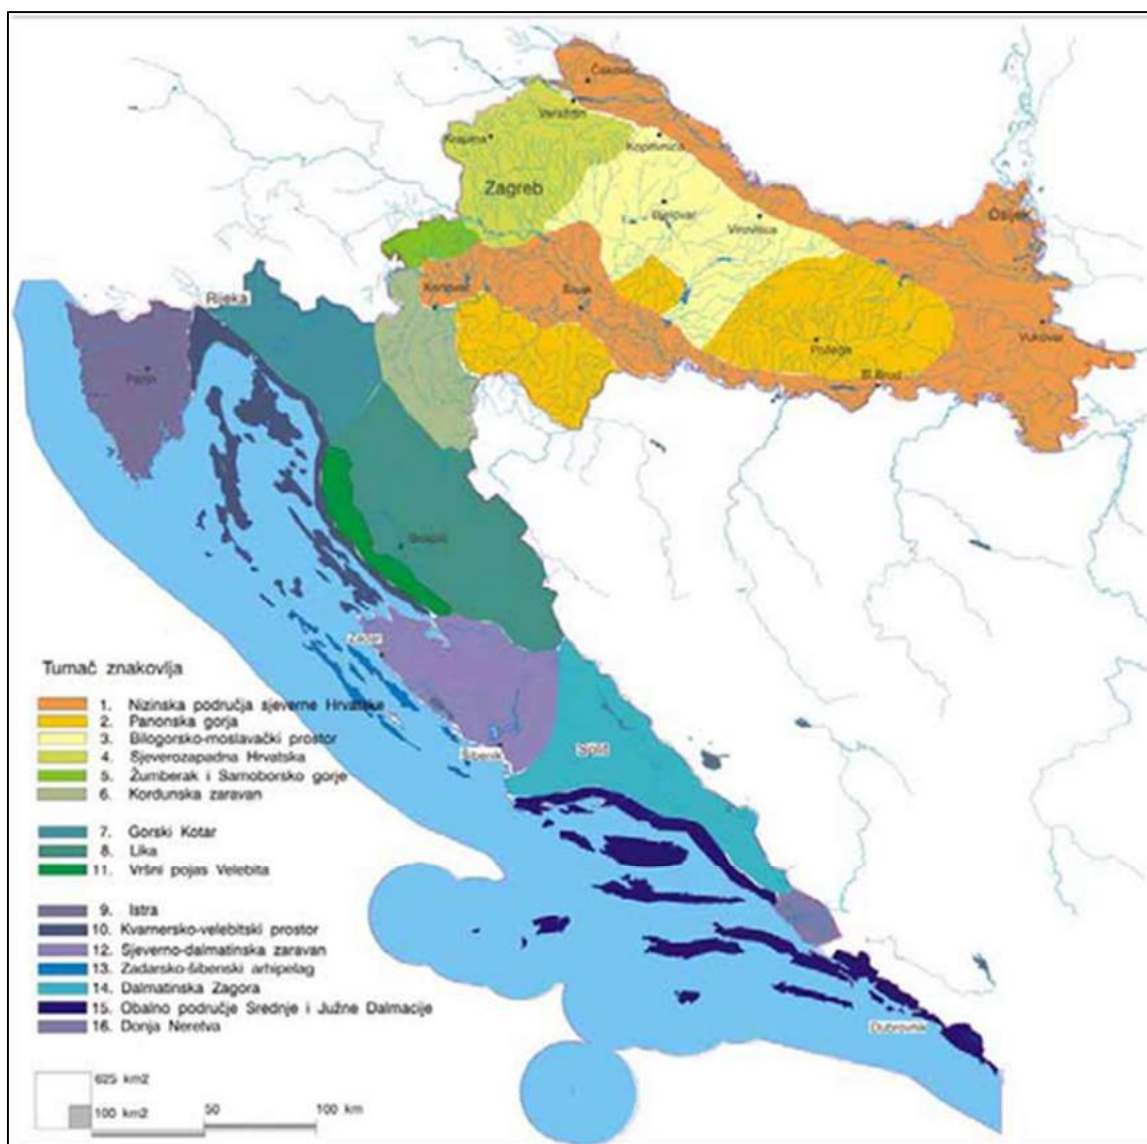 Čakovec
Varaždin
Krapina
Koprivnica
Zagreb
Bjelovar
Virovitica
Osijek
Karlovac
Sisak
Rijeka
Požega
Vukovar
Sl.Brod
Pazin
Gospić
Zadar
Šibenik
Split
Dubrovnik
Tumač znakovlja
1. Nizinska područja sjeverne Hrvatske
2. Panonska gorja
3. Bilogorsko-moslavački prostor
4. Sjeverozapadna Hrvatska
5. Žumberak i Samoborsko gorje
6. Kordunska zaravan
7. Gorski Kotar
8. Lika
11. Vršni pojas Velebita
9. Istra
10. Kvarnersko-velebitski prostor
12. Sjeverno-dalmatinska zaravan
13. Zadarsko-šibenski arhipelag
14. Dalmatinska Zagora
15. Obalno područje Srednje i Južne Dalmacije
16. Donja Neretva
625 km2
100 km2
50
100 km